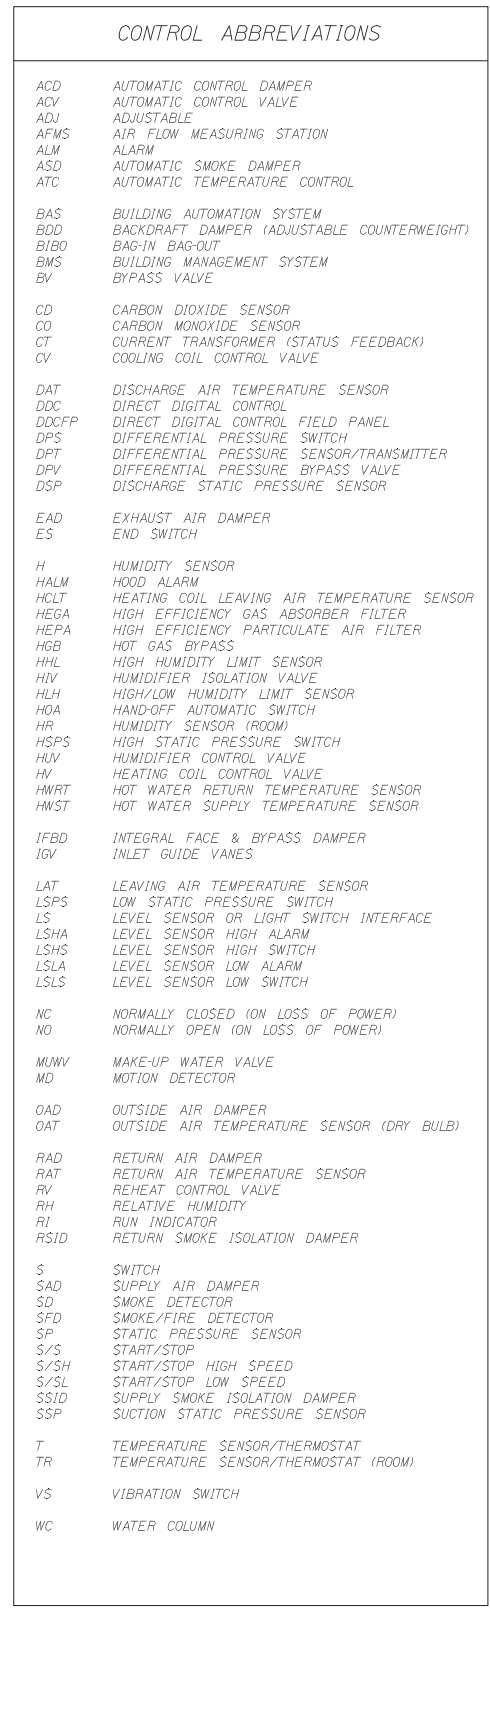 CONTROL ABBREVIATIONS
ACD AUTOMATIC CONTROL DAMPER
ACV AUTOMATIC CONTROL VALVE
ADJ ADJUSTABLE
AFMS AIR FLOW MEASURING STATION
ALM ALARM
ASD AUTOMATIC SMOKE DAMPER
ATC AUTOMATIC TEMPERATURE CONTROL
BAS BUILDING AUTOMATION SYSTEM
BDD BACKDRAFT DAMPER (ADJUSTABLE COUNTERWEIGHT)
BIBO BAG-IN BAG-OUT
BMS BUILDING MANAGEMENT SYSTEM
BV BYPASS VALVE
CD CARBON DIOXIDE SENSOR
CO CARBON MONOXIDE SENSOR
CT CURRENT TRANSFORMER (STATUS FEEDBACK)
CV COOLING COIL CONTROL VALVE
DAT DISCHARGE AIR TEMPERATURE SENSOR
DDC DIRECT DIGITAL CONTROL
DDCFP DIRECT DIGITAL CONTROL FIELD PANEL
DPS DIFFERENTIAL PRESSURE SWITCH
DPT DIFFERENTIAL PRESSURE SENSOR/TRANSMITTER
DPV DIFFERENTIAL PRESSURE BYPASS VALVE
DSP DISCHARGE STATIC PRESSURE SENSOR
EAD EXHAUST AIR DAMPER
ES END SWITCH
H HUMIDITY SENSOR
HALM HOOD ALARM
HCLT HEATING COIL LEAVING AIR TEMPERATURE SENSOR
HEGA HIGH EFFICIENCY GAS ABSORBER FILTER
HEPA HIGH EFFICIENCY PARTICULATE AIR FILTER
HGB HOT GAS BYPASS
HHL HIGH HUMIDITY LIMIT SENSOR
HIV HUMIDIFIER ISOLATION VALVE
HLH HIGH/LOW HUMIDITY LIMIT SENSOR
HOA HAND-OFF AUTOMATIC SWITCH
HR HUMIDITY SENSOR (ROOM)
HSPS HIGH STATIC PRESSURE SWITCH
HUV HUMIDIFIER CONTROL VALVE
HV HEATING COIL CONTROL VALVE
HWRT HOT WATER RETURN TEMPERATURE SENSOR
HWST HOT WATER SUPPLY TEMPERATURE SENSOR
IFBD INTEGRAL FACE & BYPASS DAMPER
IGV INLET GUIDE VANES
LAT LEAVING AIR TEMPERATURE SENSOR
LSPS LOW STATIC PRESSURE SWITCH
LS LEVEL SENSOR OR LIGHT SWITCH INTERFACE
LSHA LEVEL SENSOR HIGH ALARM
LSHS LEVEL SENSOR HIGH SWITCH
LSLA LEVEL SENSOR LOW ALARM
LSLS LEVEL SENSOR LOW SWITCH
NC NORMALLY CLOSED (ON LOSS OF POWER)
NO NORMALLY OPEN (ON LOSS OF POWER)
MUWV MAKE-UP WATER VALVE
MD MOTION DETECTOR
OAD OUTSIDE AIR DAMPER
OAT OUTSIDE AIR TEMPERATURE SENSOR (DRY BULB)
RAD RETURN AIR DAMPER
RAT RETURN AIR TEMPERATURE SENSOR
RV REHEAT CONTROL VALVE
RH RELATIVE HUMIDITY
RI RUN INDICATOR
RSID RETURN SMOKE ISOLATION DAMPER
S SWITCH
SAD SUPPLY AIR DAMPER
SD SMOKE DETECTOR
SFD SMOKE/FIRE DETECTOR
SP STATIC PRESSURE SENSOR
S/S START/STOP
S/SH START/STOP HIGH SPEED
S/SL START/STOP LOW SPEED
SSID SUPPLY SMOKE ISOLATION DAMPER
SSP SUCTION STATIC PRESSURE SENSOR
T TEMPERATURE SENSOR/THERMOSTAT
TR TEMPERATURE SENSOR/THERMOSTAT (ROOM)
VS VIBRATION SWITCH
WC WATER COLUMN